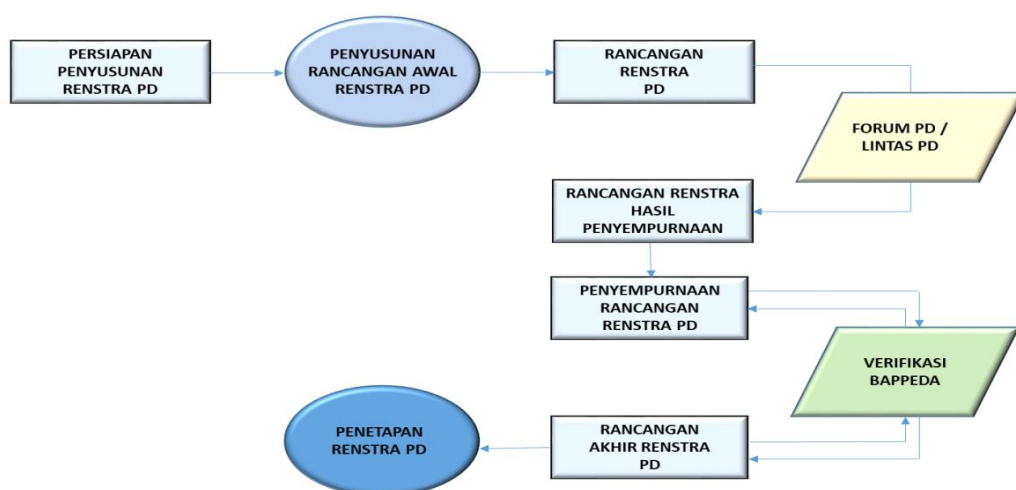 PERSIAPAN
PENYUSUNAN
RENSTRA PD
PENYUSUNAN
RANCANGAN AWAL
RENSTRA PD
RANCANGAN
RENSTRA
PD
FORUM PD /
LINTAS PD
RANCANGAN RENSTRA
HASIL
PENYEMPURNAAN
PENYEMPURNAAN
RANCANGAN
RENSTRA PD
VERIFIKASI
BAPPEDA
RANCANGAN
AKHIR RENSTRA
PD
PENETAPAN
RENSTRA PD